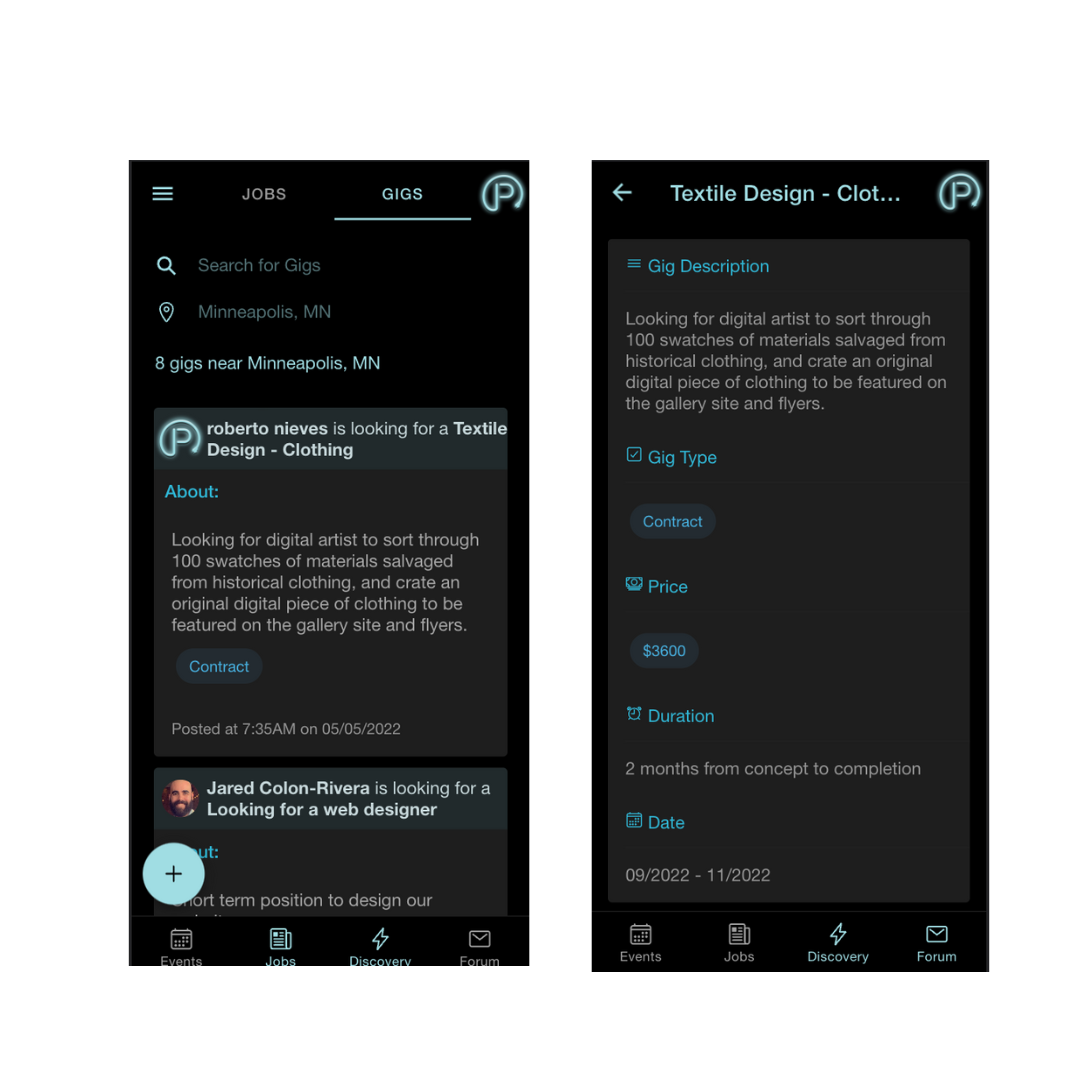 JOBS GIGS
Search for Gigs
Minneapolis, MN
8 gigs near Minneapolis, MN
roberto nieves is looking for a Textile
Design - Clothing
About:
Looking for digital artist to sort through
100 swatches of materials salvaged
from historical clothing, and crate an
original digital piece of clothing to be
featured on the gallery site and flyers.
Contract
Posted at 7:35AM on 05/05/2022
Jared Colon-Rivera is looking for a
Looking for a web designer
ut:
term position to design our
Events Jobs Discovery Forum
Textile Design - Clot...
Gig Description
Looking for digital artist to sort through
100 swatches of materials salvaged from
historical clothing, and crate an original
digital piece of clothing to be featured on
the gallery site and flyers.
Gig Type
Contract
Price
$3600
Duration
2 months from concept to completion
Date
09/2022 - 11/2022
Events Jobs Discovery Forum